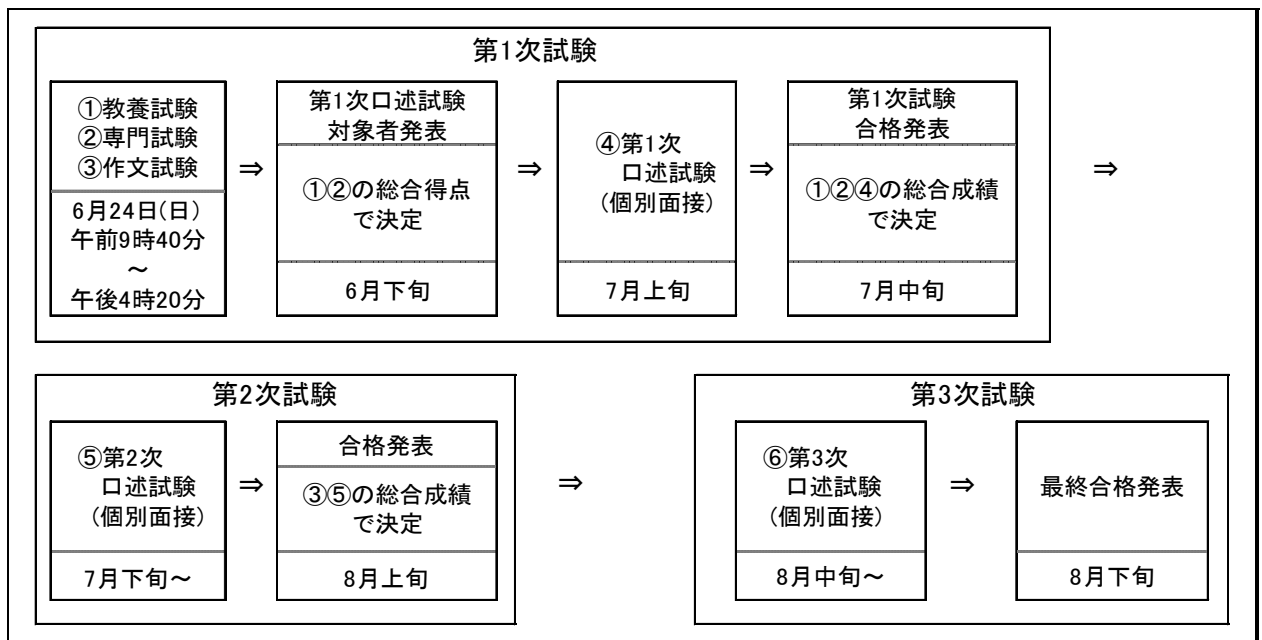 第1次試験
①教養試験
②専門試験
③作文試験
6月24日(日)
午前9時40分
～
午後4時20分
⇒
第1次口述試験
対象者発表
①②の総合得点
で決定
6月下旬
⇒
④第1次
口述試験
(個別面接)
7月上旬
⇒
第1次試験
合格発表
①②④の総合成績
で決定
7月中旬
⇒
第2次試験
⑤第2次
口述試験
(個別面接)
7月下旬～
⇒
合格発表
③⑤の総合成績
で決定
8月上旬
⇒
第3次試験
⑥第3次
口述試験
(個別面接)
8月中旬～
⇒
最終合格発表
8月下旬